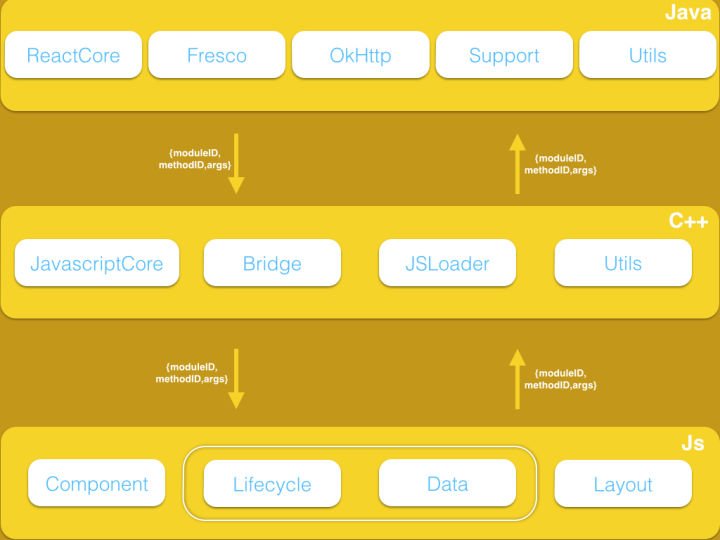 Java
ReactCore Fresco OkHttp Support Utils
{moduleID,
methodID,args}
{moduleID,
methodID,args}
C++
JavascriptCore Bridge JSLoader Utils
{moduleID,
methodID,args}
{moduleID,
methodID,args}
Js
Component Lifecycle Data Layout